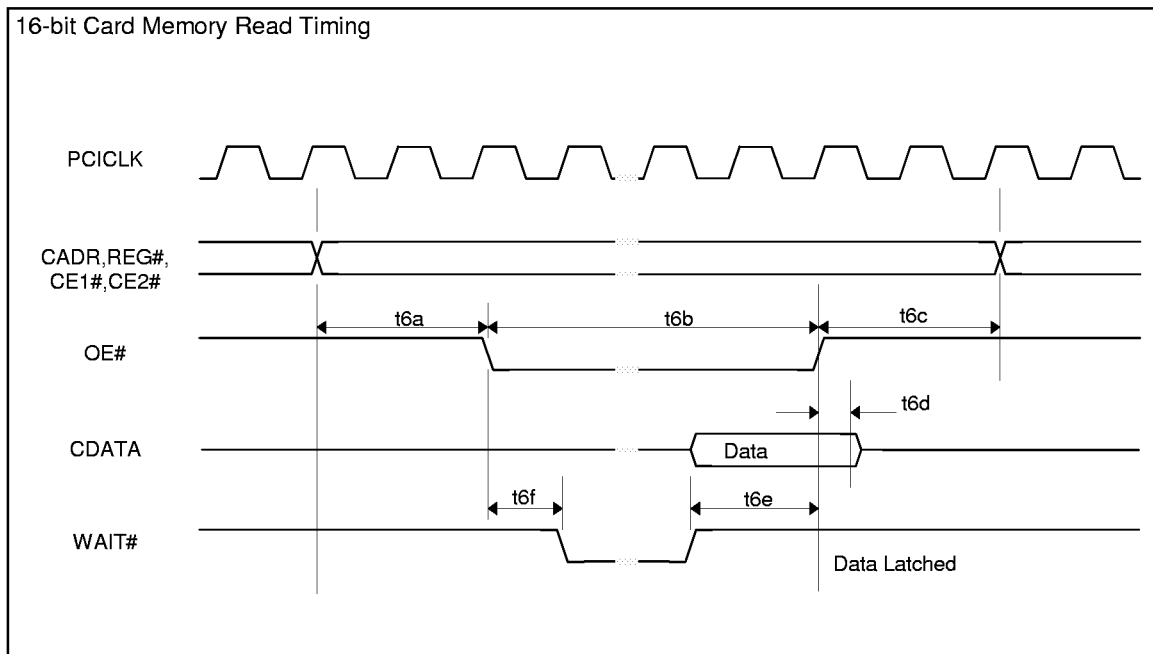 16-bit Card Memory Read Timing
PCICLK
CADR,REG#,
CE1#,CE2#
t6a
t6b
t6c
OE#
t6d
CDATA
Data
t6f
t6e
WAIT#
Data Latched